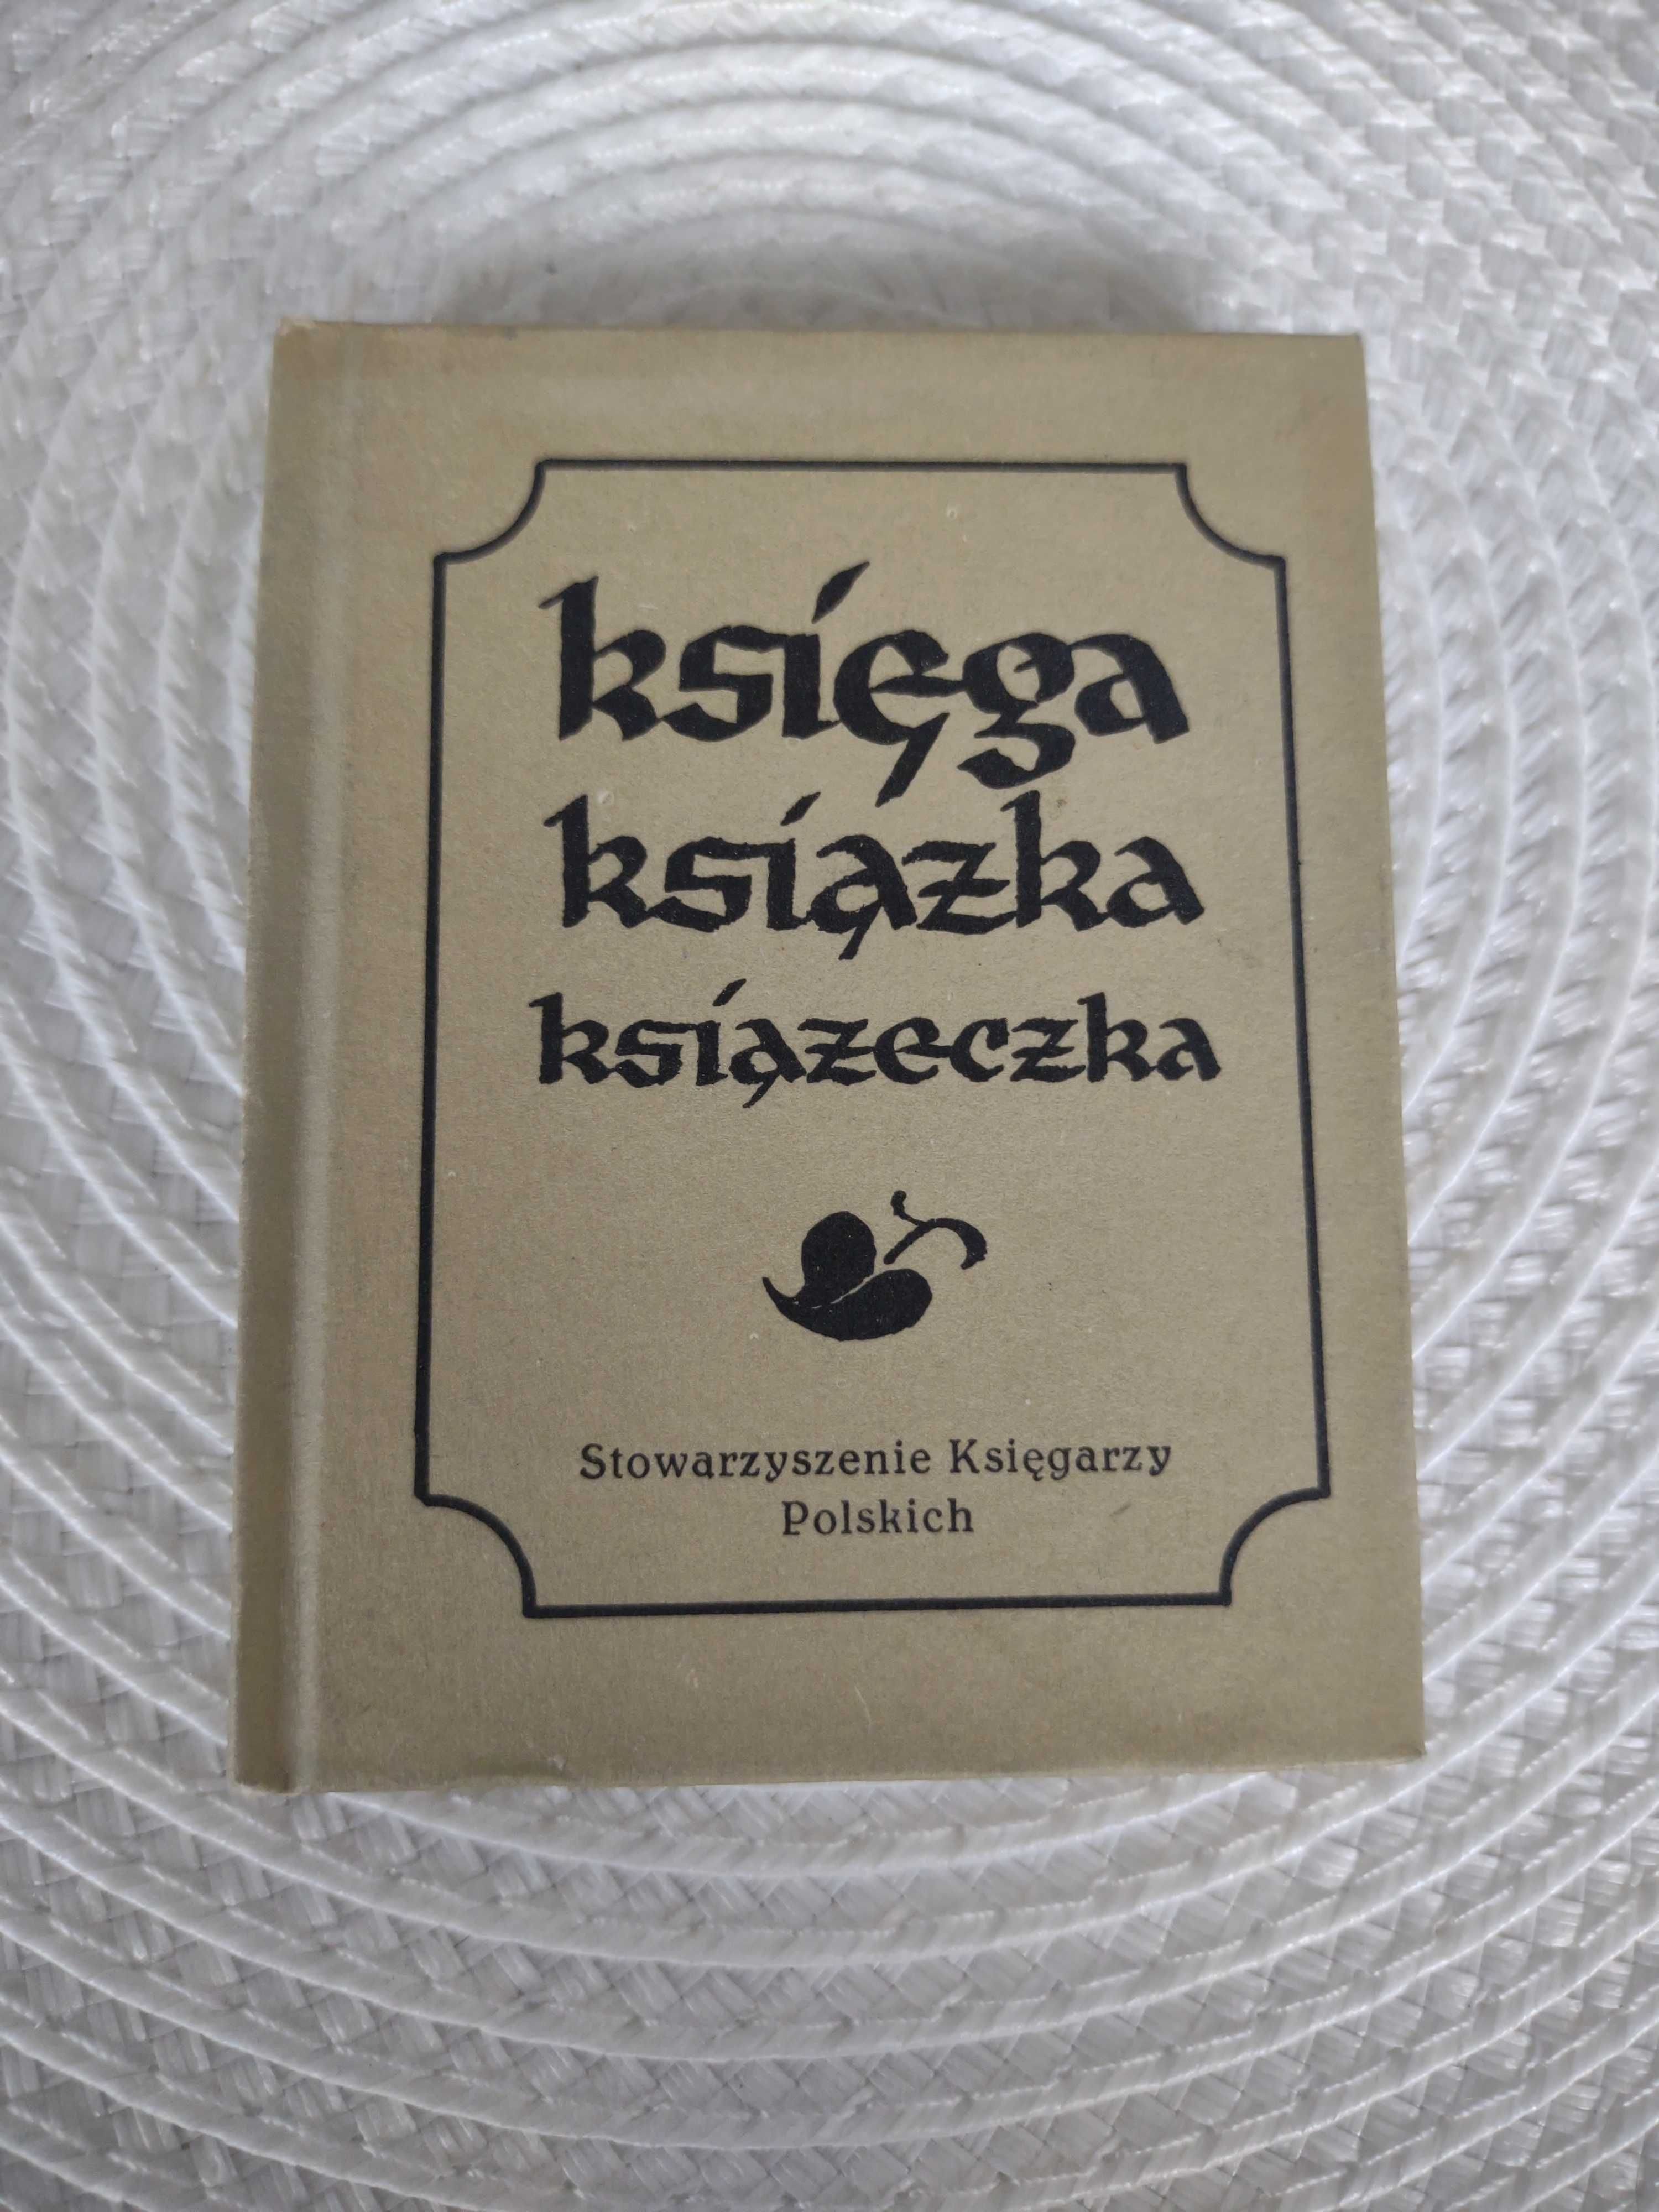 księga
książka
książeczka
Stowarzyszenie Księgarzy
Polskich